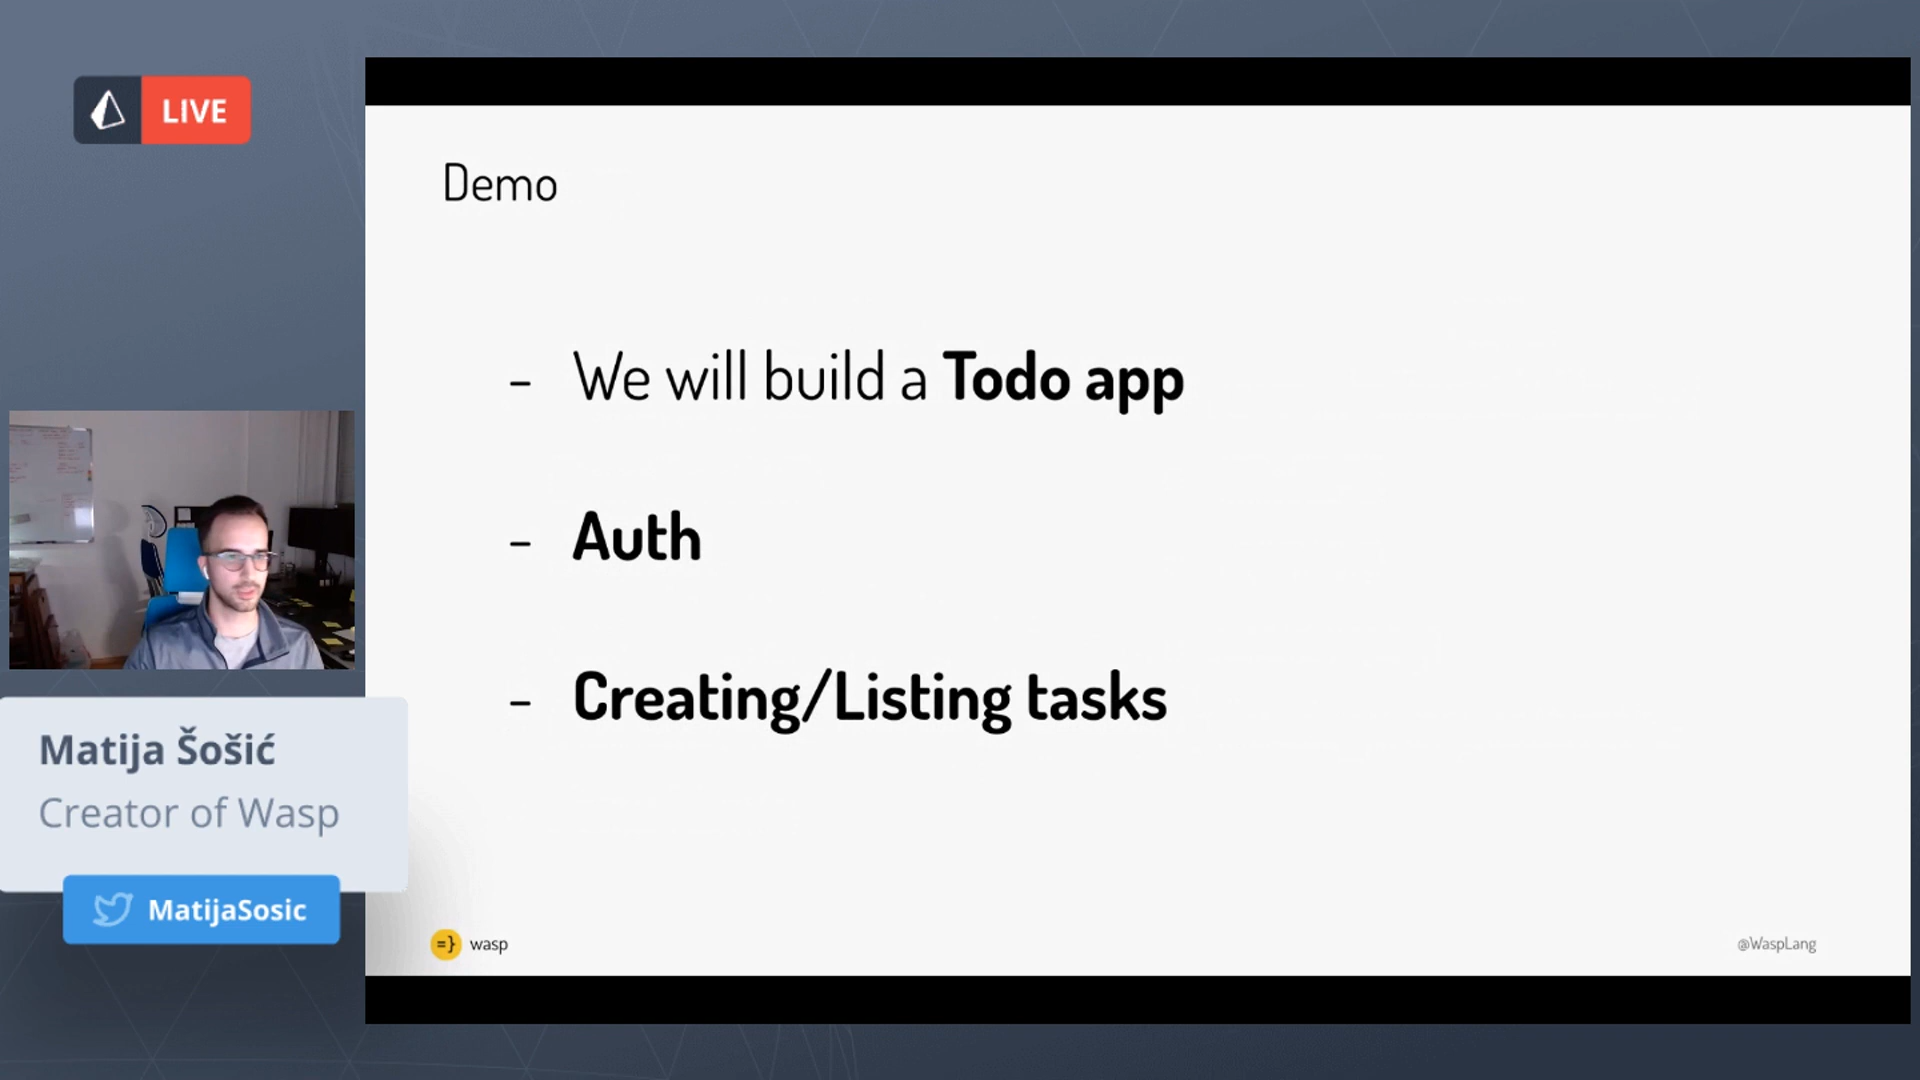 LIVE
Demo
- We will build a Todo app
- Auth
- Creating/Listing tasks
Matija Šošić
Creator of Wasp
MatijaSosic
=} wasp
@WaspLang